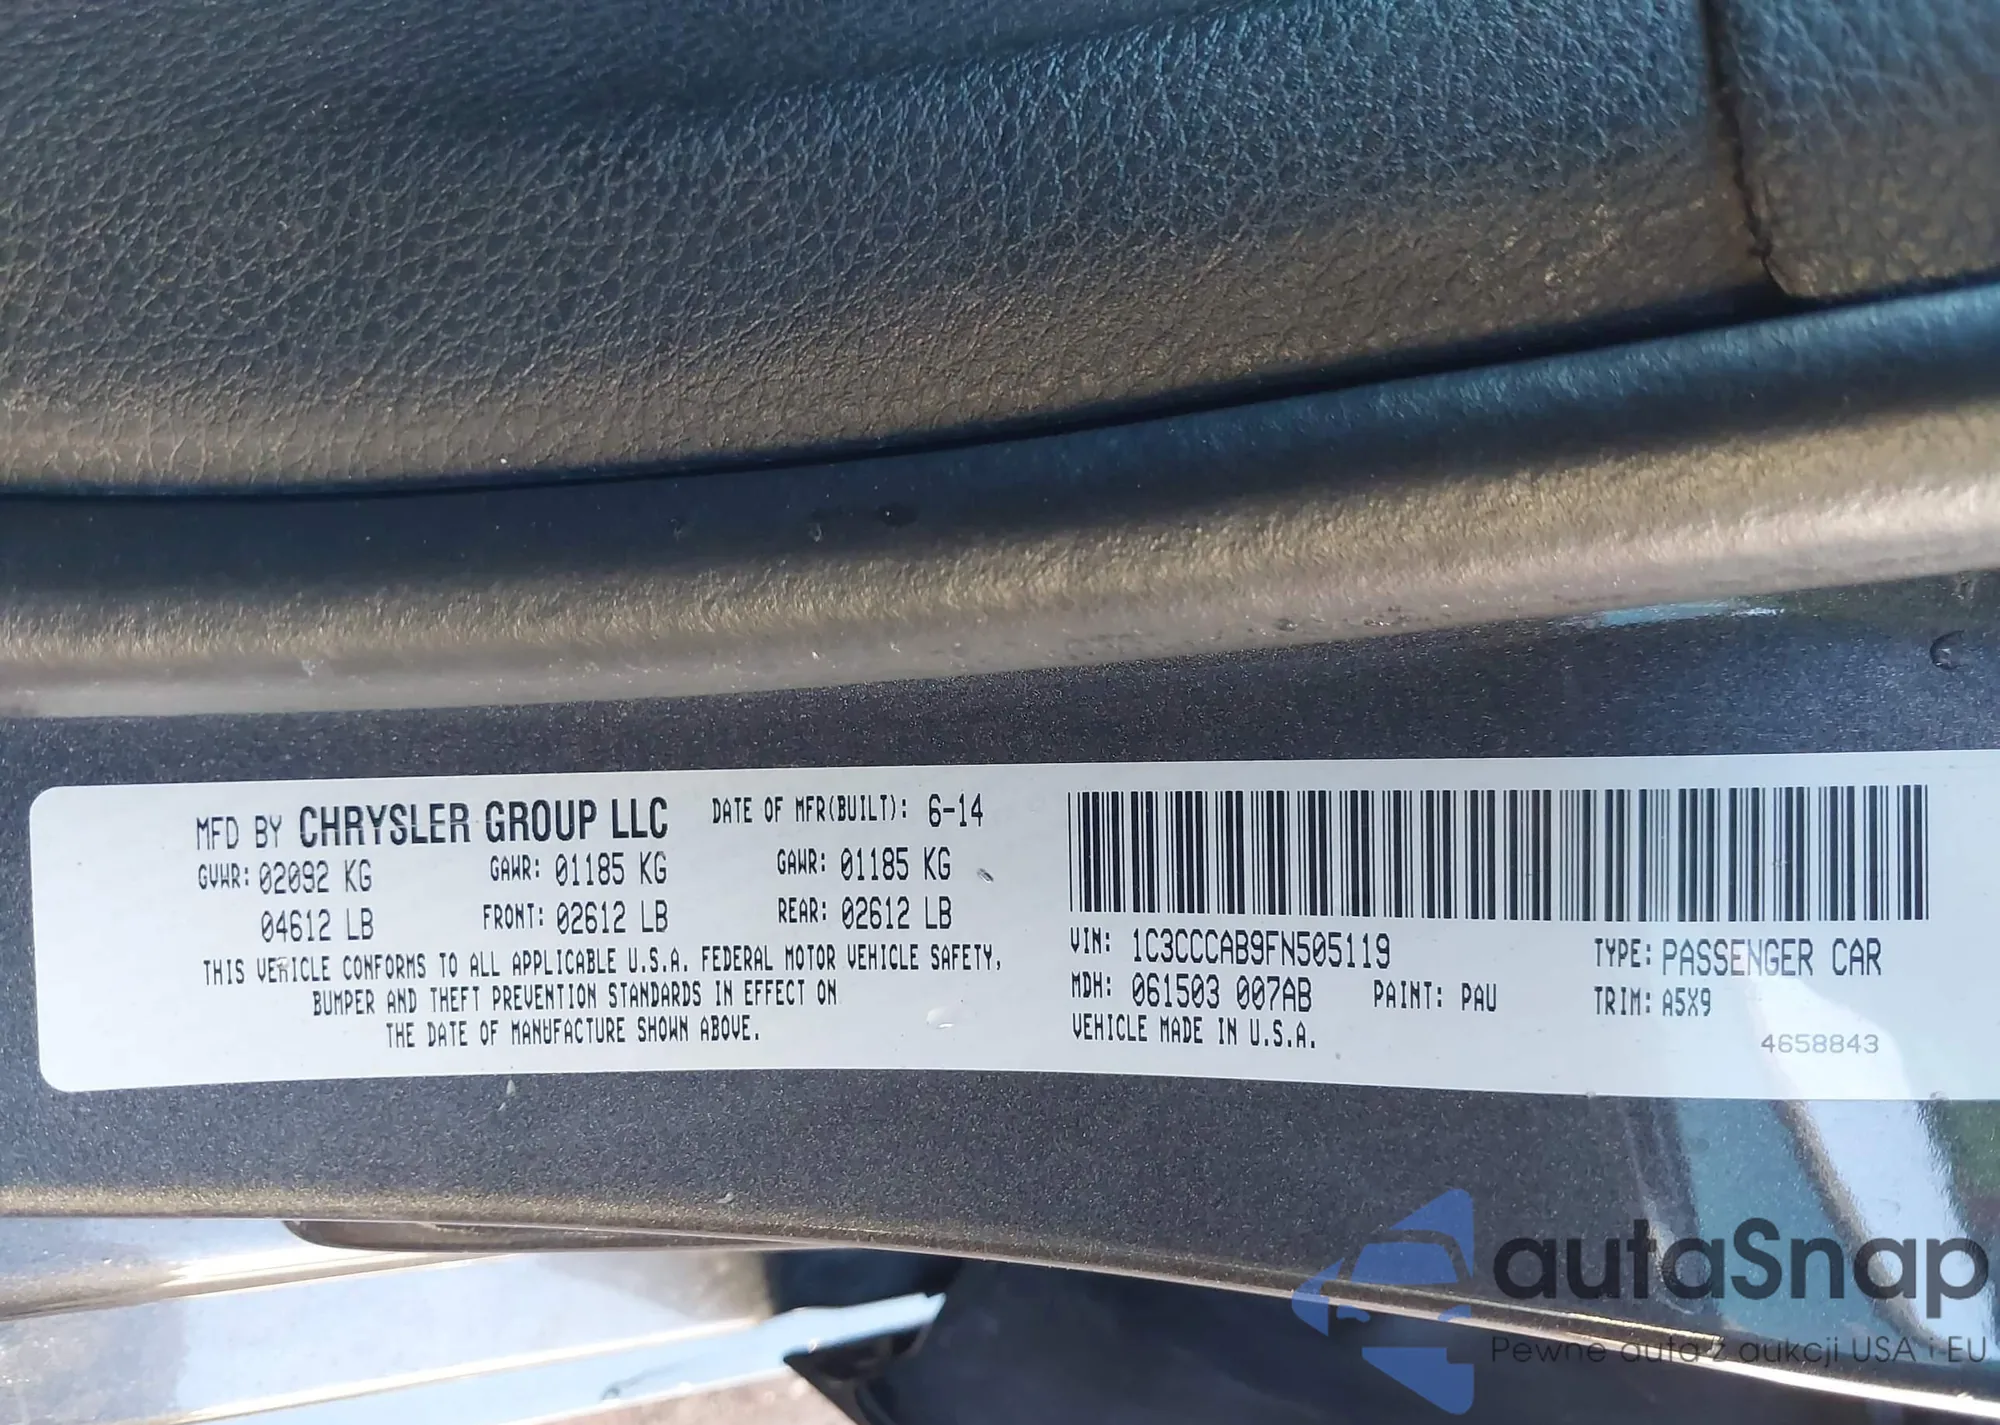 MFD BY CHRYSLER GROUP LLC DATE OF MFR(BUILT): 6-14
GVWR: 02092 KG GAWR: 01185 KG GAWR: 01185 KG
04612 LB FRONT: 02612 LB REAR: 02612 LB
THIS VEHICLE CONFORMS TO ALL APPLICABLE U.S.A. FEDERAL MOTOR VEHICLE SAFETY,
BUMPER AND THEFT PREVENTION STANDARDS IN EFFECT ON
THE DATE OF MANUFACTURE SHOWN ABOVE.
VIN: 1C3CCCAB9FN505119 TYPE: PASSENGER CAR
MDH: 061503 007AB PAINT: PAU TRIM: A5X9
VEHICLE MADE IN U.S.A.
4658843
autaSnap
Pewne auta z aukcji USA i EU